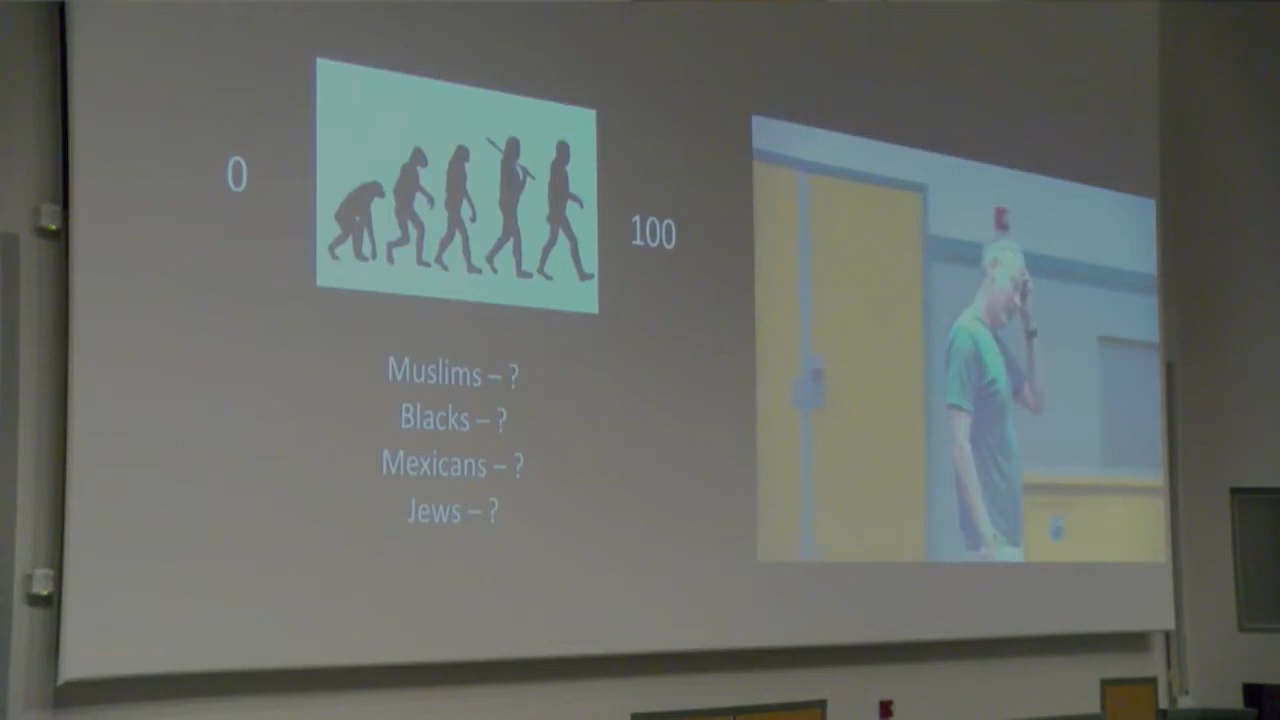 0
100
Muslims – ?
Blacks – ?
Mexicans – ?
Jews – ?